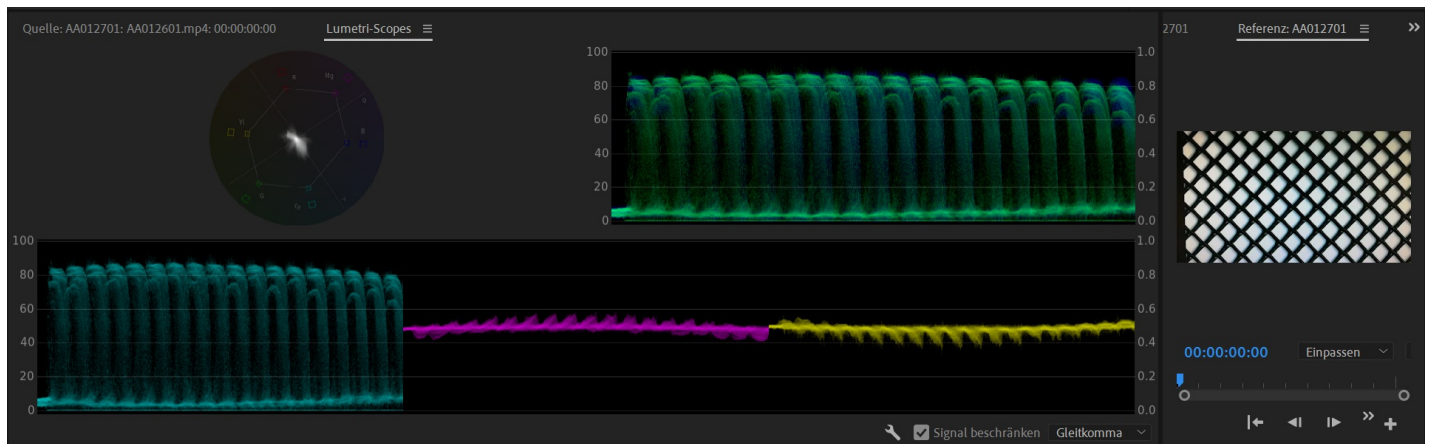 Quelle: AA012701: AA012601.mp4: 00:00:00:00
Lumetri-Scopes
2701
Referenz: AA012701
R
Mg
B
B
Yl
G
G
Cy
100
80
60
40
20
0
1.0
0.8
0.6
0.4
0.2
0.0
100
80
60
40
20
0
1.0
0.8
0.6
0.4
0.2
0.0
00:00:00:00
Einpassen
Signal beschränken
Gleitkomma